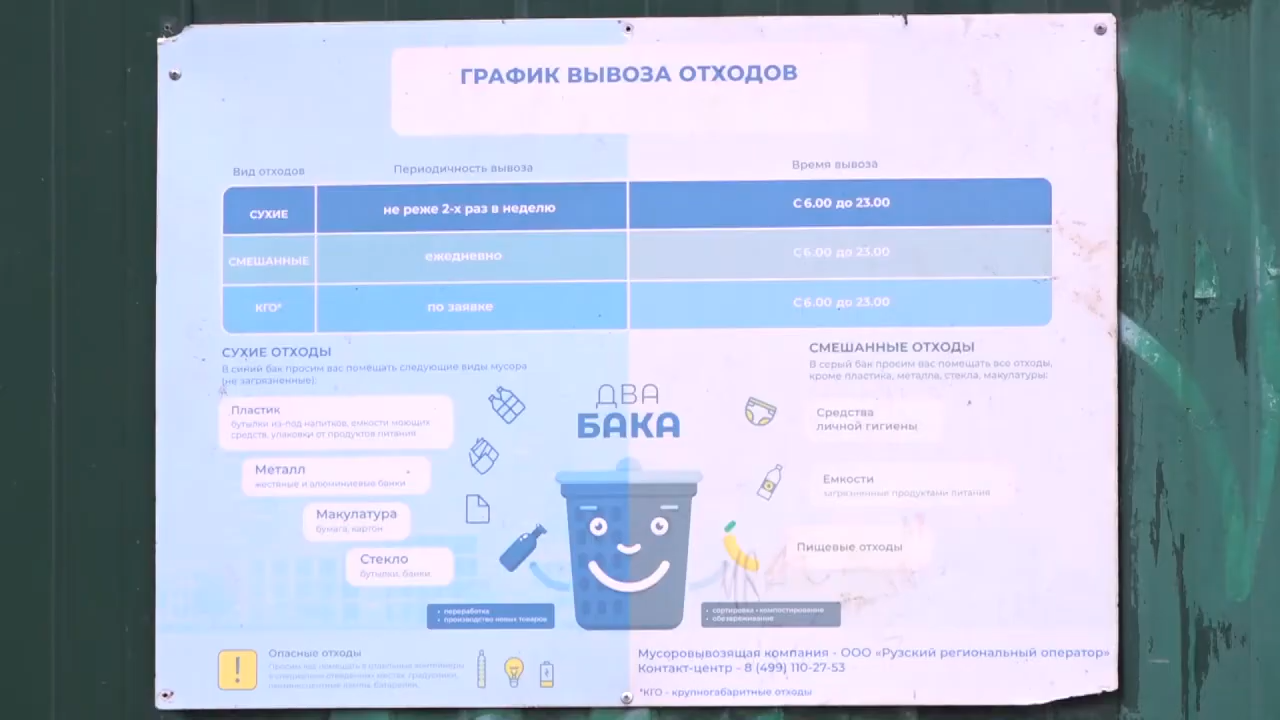 ГРАФИК ВЫВОЗА ОТХОДОВ
Вид отходов Периодичность вывоза Время вывоза
СУХИЕ не реже 2-х раз в неделю С 6.00 до 23.00
СМЕШАННЫЕ ежедневно С 6.00 до 23.00
КГО* по заявке С 6.00 до 23.00
СУХИЕ ОТХОДЫ
В синий бак просим вас помещать следующие виды мусора
(не загрязненные):
Пластик
бутылки из-под напитков, емкости моющих
средств, упаковки от продуктов питания
Металл
жестяные и алюминиевые банки
Макулатура
бумага, картон
Стекло
бутылки, банки
ДВА
БАКА
• переработка
• производство новых товаров
СМЕШАННЫЕ ОТХОДЫ
В серый бак просим вас помещать все отходы,
кроме пластика, металла, стекла, макулатуры:
Средства
личной гигиены
Емкости
загрязненные продуктами питания
Пищевые отходы
• сортировка • компостирование
• обезвреживание
!
Опасные отходы
Просим вас помещать в отдельные контейнеры
Мусоровывозящая компания - ООО «Рузский региональный оператор»
Контакт-центр - 8 (499) 110-27-53
*КГО - крупногабаритные отходы